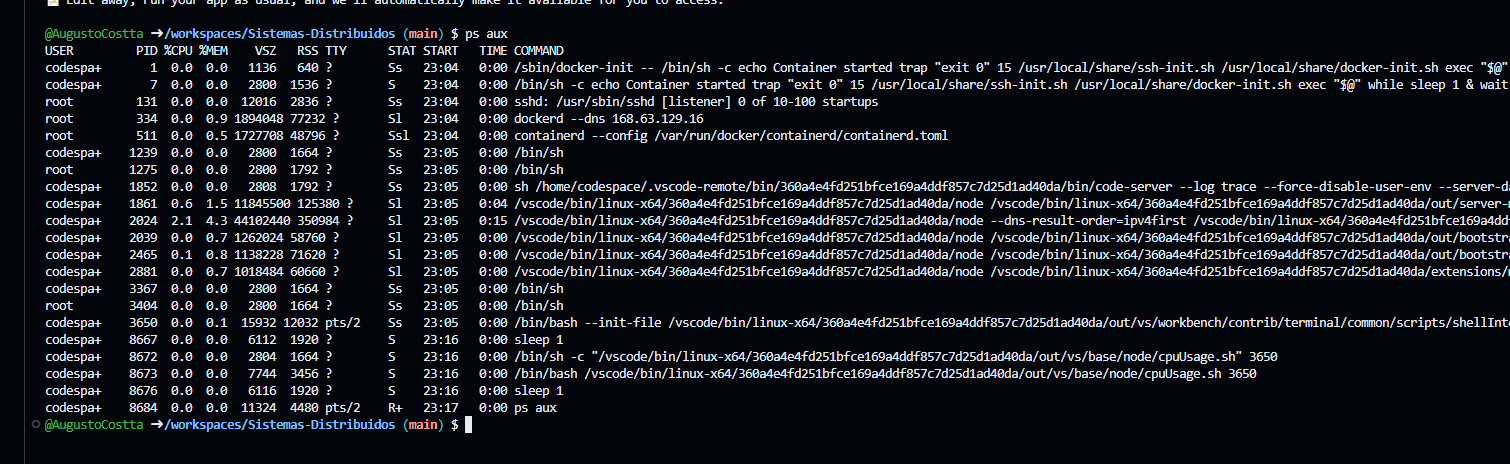 Edit away, run your app as usual, and we'll automatically make it available for you to access.
@AugustoCostta ➜/workspaces/Sistemas-Distribuidos (main) $ ps aux
USER PID %CPU %MEM VSZ RSS TTY STAT START TIME COMMAND
codespa+ 1 0.0 0.0 1136 640 ? Ss 23:04 0:00 /sbin/docker-init -- /bin/sh -c echo Container started trap "exit 0" 15 /usr/local/share/ssh-init.sh /usr/local/share/docker-init.sh exec "$@"
codespa+ 7 0.0 0.0 2800 1536 ? S 23:04 0:00 /bin/sh -c echo Container started trap "exit 0" 15 /usr/local/share/ssh-init.sh /usr/local/share/docker-init.sh exec "$@" while sleep 1 & wait
root 131 0.0 0.0 12016 2836 ? Ss 23:04 0:00 sshd: /usr/sbin/sshd [listener] 0 of 10-100 startups
root 334 0.0 0.9 1894048 77232 ? Sl 23:04 0:00 dockerd --dns 168.63.129.16
root 511 0.0 0.5 1727708 48796 ? Ssl 23:04 0:00 containerd --config /var/run/docker/containerd/containerd.toml
codespa+ 1239 0.0 0.0 2800 1664 ? Ss 23:05 0:00 /bin/sh
root 1275 0.0 0.0 2800 1792 ? Ss 23:05 0:00 /bin/sh
codespa+ 1852 0.0 0.0 2808 1792 ? Ss 23:05 0:00 sh /home/codespace/.vscode-remote/bin/360a4e4fd251bfce169a4ddf857c7d25d1ad40da/bin/code-server --log trace --force-disable-user-env --server-da
codespa+ 1861 0.6 1.5 11845500 125380 ? Sl 23:05 0:04 /vscode/bin/linux-x64/360a4e4fd251bfce169a4ddf857c7d25d1ad40da/node /vscode/bin/linux-x64/360a4e4fd251bfce169a4ddf857c7d25d1ad40da/out/server-m
codespa+ 2024 2.1 4.3 44102440 350984 ? Sl 23:05 0:15 /vscode/bin/linux-x64/360a4e4fd251bfce169a4ddf857c7d25d1ad40da/node --dns-result-order=ipv4first /vscode/bin/linux-x64/360a4e4fd251bfce169a4ddf
codespa+ 2039 0.0 0.7 1262024 58760 ? Sl 23:05 0:00 /vscode/bin/linux-x64/360a4e4fd251bfce169a4ddf857c7d25d1ad40da/node /vscode/bin/linux-x64/360a4e4fd251bfce169a4ddf857c7d25d1ad40da/out/bootstra
codespa+ 2465 0.1 0.8 1138228 71620 ? Sl 23:05 0:00 /vscode/bin/linux-x64/360a4e4fd251bfce169a4ddf857c7d25d1ad40da/node /vscode/bin/linux-x64/360a4e4fd251bfce169a4ddf857c7d25d1ad40da/out/bootstra
codespa+ 2881 0.0 0.7 1018484 60660 ? Sl 23:05 0:00 /vscode/bin/linux-x64/360a4e4fd251bfce169a4ddf857c7d25d1ad40da/node /vscode/bin/linux-x64/360a4e4fd251bfce169a4ddf857c7d25d1ad40da/extensions/
codespa+ 3367 0.0 0.0 2800 1664 ? Ss 23:05 0:00 /bin/sh
root 3404 0.0 0.0 2800 1664 ? Ss 23:05 0:00 /bin/sh
codespa+ 3650 0.0 0.1 15932 12032 pts/2 Ss 23:05 0:00 /bin/bash --init-file /vscode/bin/linux-x64/360a4e4fd251bfce169a4ddf857c7d25d1ad40da/out/vs/workbench/contrib/terminal/common/scripts/shellInte
codespa+ 8667 0.0 0.0 6112 1920 ? S 23:16 0:00 sleep 1
codespa+ 8672 0.0 0.0 2804 1664 ? S 23:16 0:00 /bin/sh -c "/vscode/bin/linux-x64/360a4e4fd251bfce169a4ddf857c7d25d1ad40da/out/vs/base/node/cpuUsage.sh" 3650
codespa+ 8673 0.0 0.0 7744 3456 ? S 23:16 0:00 /bin/bash /vscode/bin/linux-x64/360a4e4fd251bfce169a4ddf857c7d25d1ad40da/out/vs/base/node/cpuUsage.sh 3650
codespa+ 8676 0.0 0.0 6116 1920 ? S 23:16 0:00 sleep 1
codespa+ 8684 0.0 0.0 11324 4480 pts/2 R+ 23:17 0:00 ps aux
@AugustoCostta ➜/workspaces/Sistemas-Distribuidos (main) $